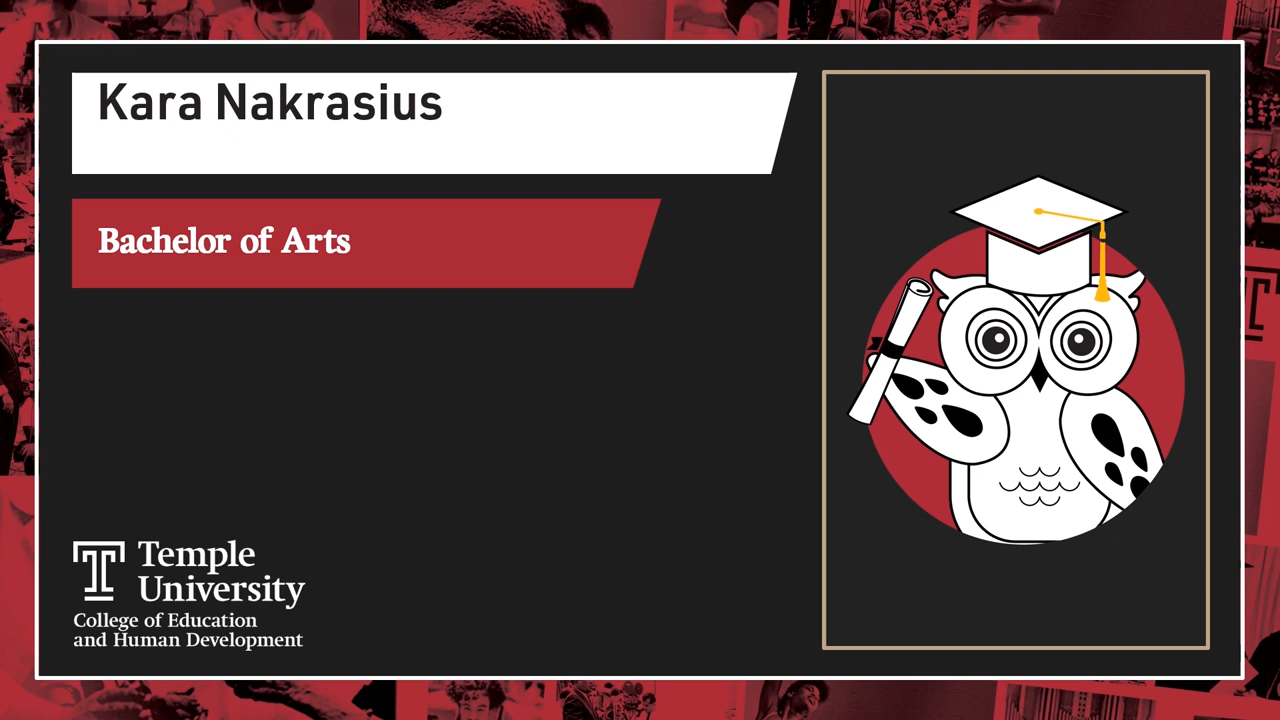 Kara Nakrasius
Bachelor of Arts
Temple
University
College of Education
and Human Development